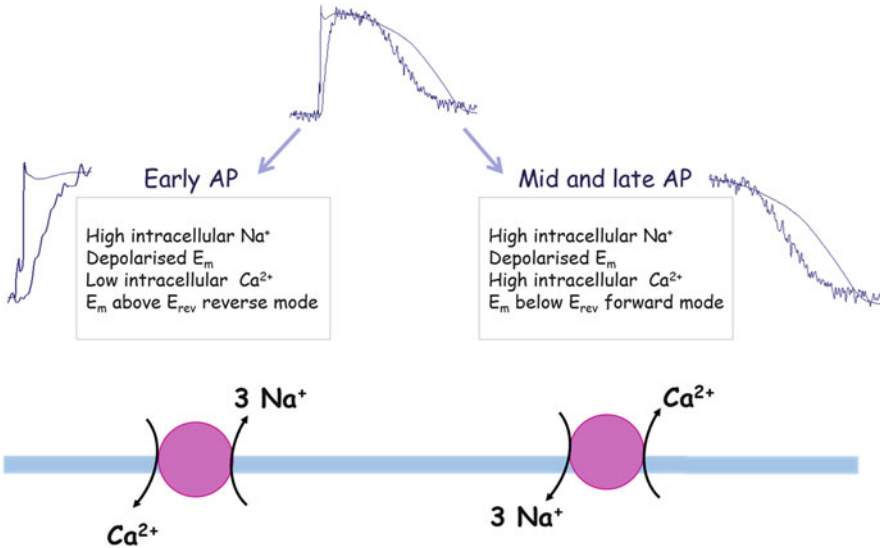 Early AP
High intracellular Na⁺
Depolarised Eₘ
Low intracellular Ca²⁺
Eₘ above Eᵣₑᵥ reverse mode
Mid and late AP
High intracellular Na⁺
Depolarised Eₘ
High intracellular Ca²⁺
Eₘ below Eᵣₑᵥ forward mode
3 Na⁺
Ca²⁺
Ca²⁺
3 Na⁺